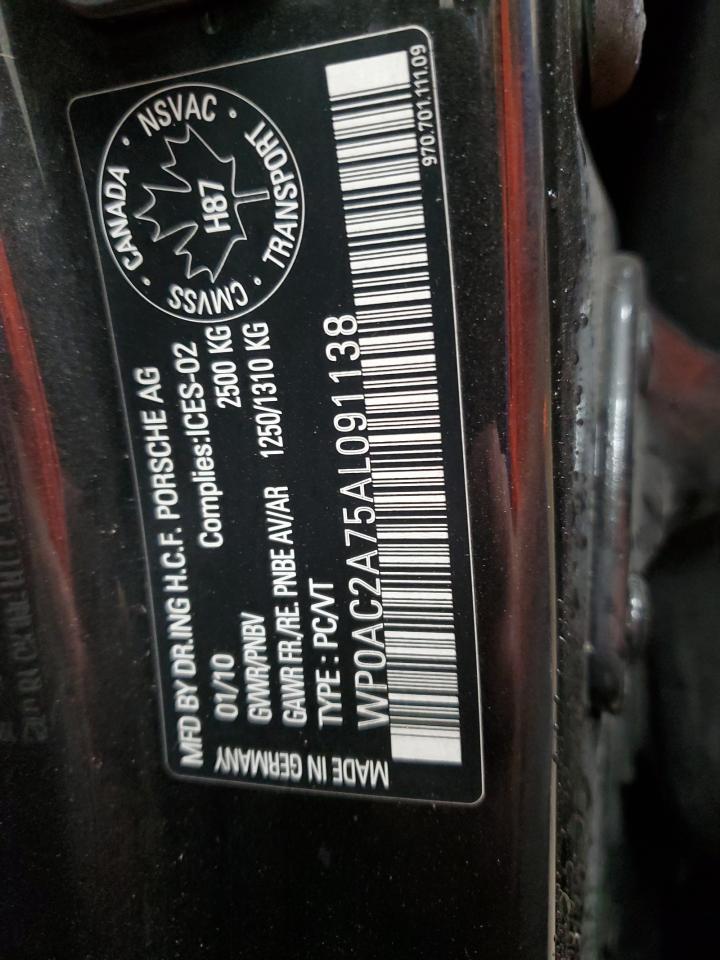 MFD BY DR.ING H.C.F. PORSCHE AG
01/10 Complies:ICES-02
GWWR/PNBV 2500 KG
GAWR FR./RE. PNBE AV/AR 1250/1310 KG
TYPE : PC/VT
WP0AC2A75AL091138
MADE IN GERMANY
CANADA · NSVAC · TRANSPORT · CMVSS ·
H87
970.701.111.09